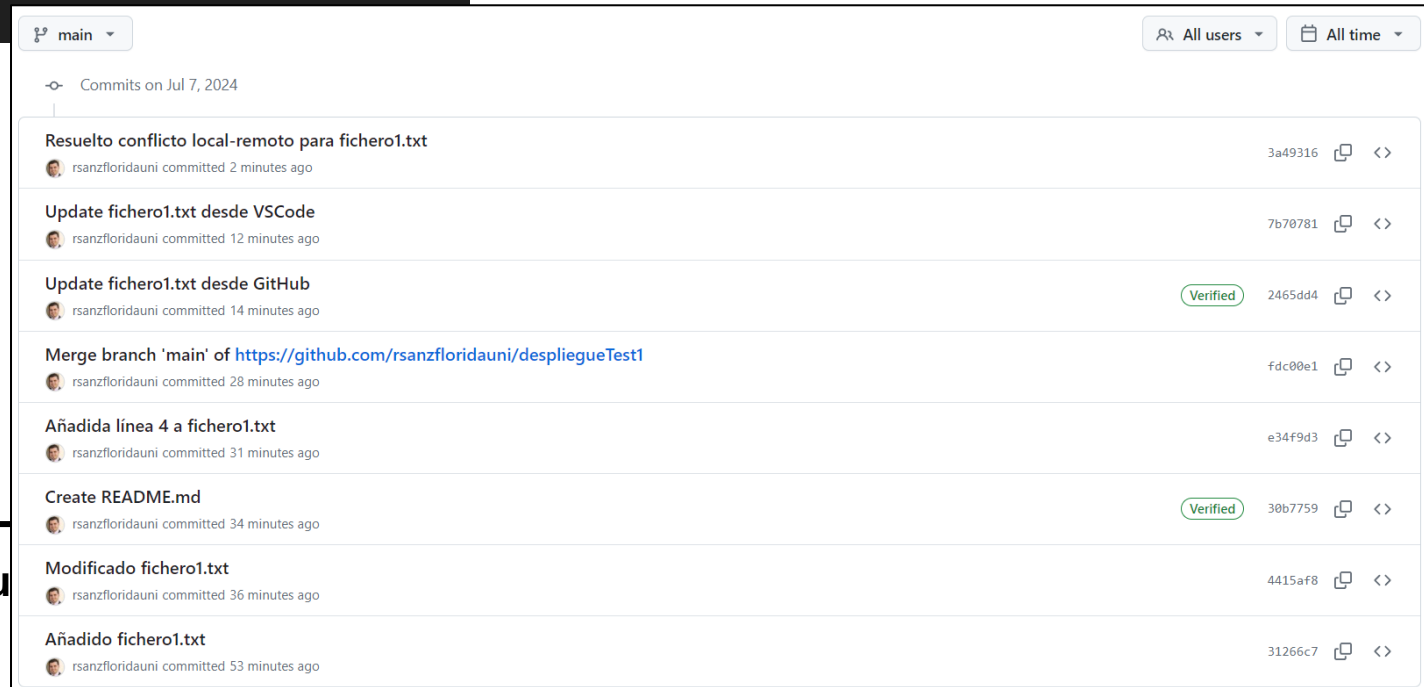 main
All users
All time
Commits on Jul 7, 2024
Resuelto conflicto local-remoto para fichero1.txt
rsanzfloridauni committed 2 minutes ago
3a49316
Update fichero1.txt desde VSCode
rsanzfloridauni committed 12 minutes ago
7b70781
Update fichero1.txt desde GitHub
rsanzfloridauni committed 14 minutes ago
Verified
2465dd4
Merge branch 'main' of https://github.com/rsanzfloridauni/despliegueTest1
rsanzfloridauni committed 28 minutes ago
fdc00e1
Añadida línea 4 a fichero1.txt
rsanzfloridauni committed 31 minutes ago
e34f9d3
Create README.md
rsanzfloridauni committed 34 minutes ago
Verified
30b7759
Modificado fichero1.txt
rsanzfloridauni committed 36 minutes ago
4415af8
Añadido fichero1.txt
rsanzfloridauni committed 53 minutes ago
31266c7